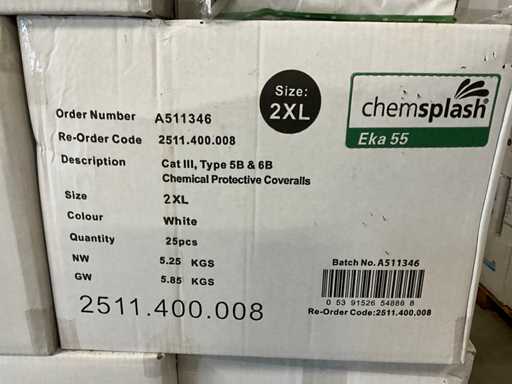 Size:
2XL
chemsplash®
Eka 55
Order Number A511346
Re-Order Code 2511.400.008
Description Cat III, Type 5B & 6B
Chemical Protective Coveralls
Size 2XL
Colour White
Quantity 25pcs
NW 5.25 KGS
GW 5.85 KGS
2511.400.008
Batch No. A511346
0 53 91526 54886 8
Re-Order Code:2511.400.008